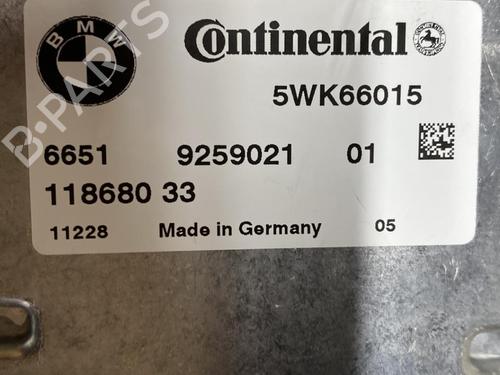 BMW
Continental
5WK66015
6651 9259021 01
118680 33
11228 Made in Germany 05
B-PARTS